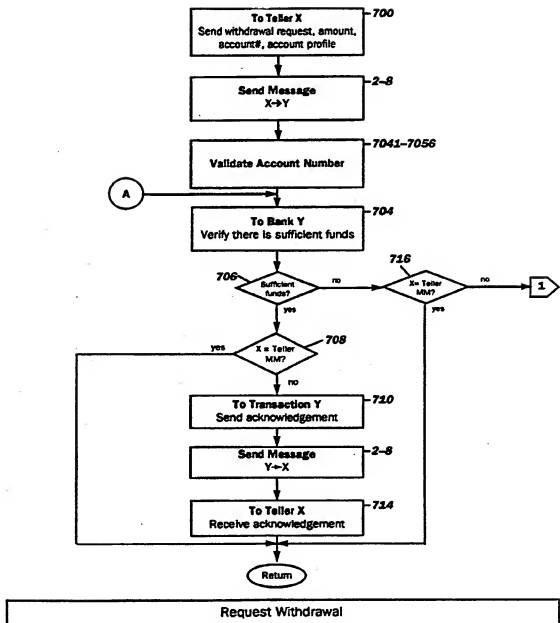 To Teller X
Send withdrawal request, amount,
account#, account profile
700
Send Message
X→Y
2-8
Validate Account Number
7041-7056
A
To Bank Y
Verify there is sufficient funds
704
706
Sufficient
funds?
no
716
X= Teller
MM?
no
1
yes
yes
yes
X = Teller
MM?
708
no
To Transaction Y
Send acknowledgement
710
Send Message
Y←X
2-8
To Teller X
Receive acknowledgement
714
Return
Request Withdrawal